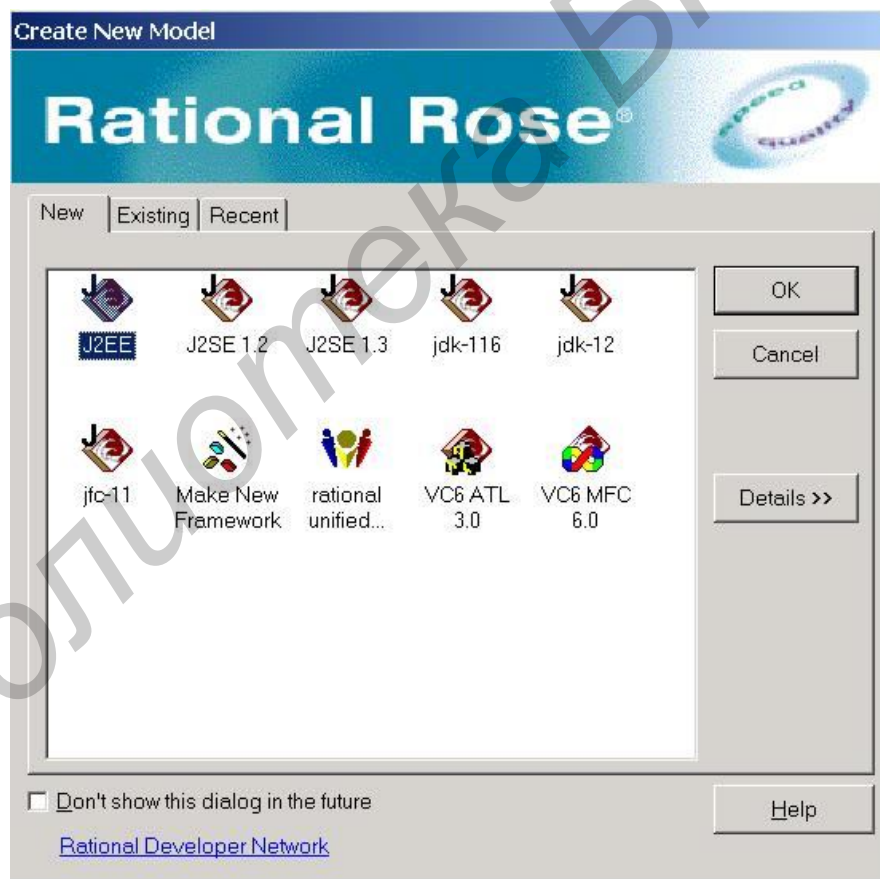 Create New Model
Rational Rose®
speed
quality
New
Existing
Recent
J2EE
J2SE 1.2
J2SE 1.3
jdk-116
jdk-12
jfc-11
Make New
Framework
rational
unified...
VC6 ATL
3.0
VC6 MFC
6.0
OK
Cancel
Details >>
Don't show this dialog in the future
Help
Rational Developer Network